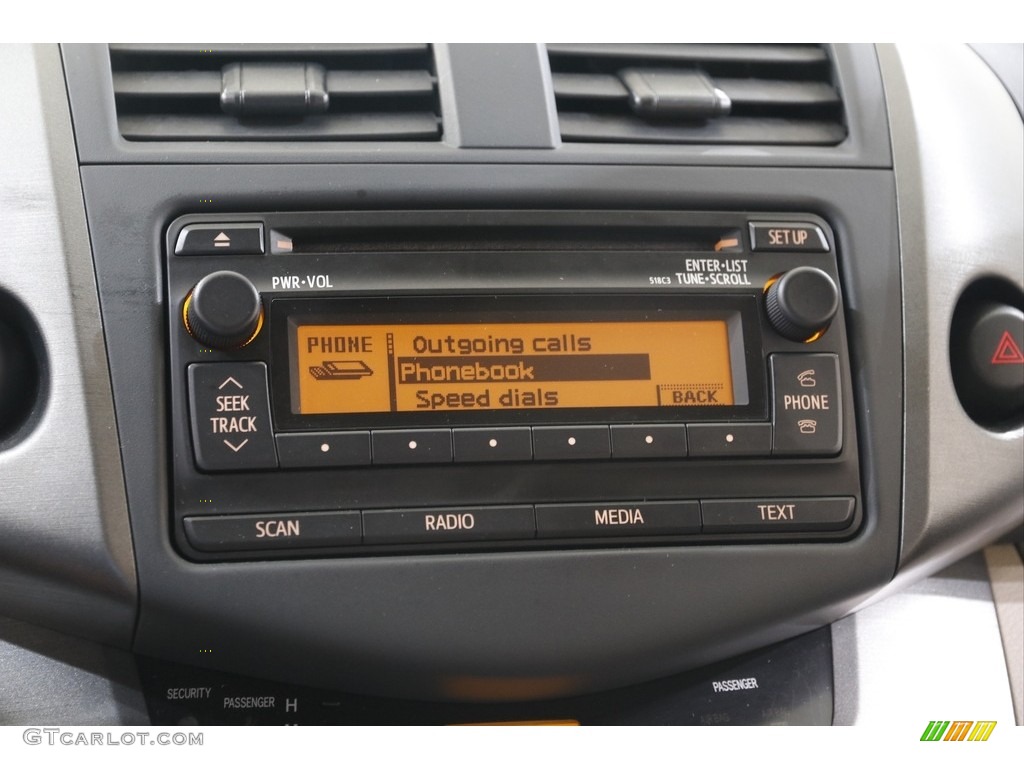 SET UP
PWR•VOL
ENTER•LIST
518C3 TUNE•SCROLL
PHONE
Outgoing calls
Phonebook
Speed dials
BACK
SEEK
TRACK
PHONE
SCAN
RADIO
MEDIA
TEXT
SECURITY
PASSENGER
H
PASSENGER
GTCARLOT.COM